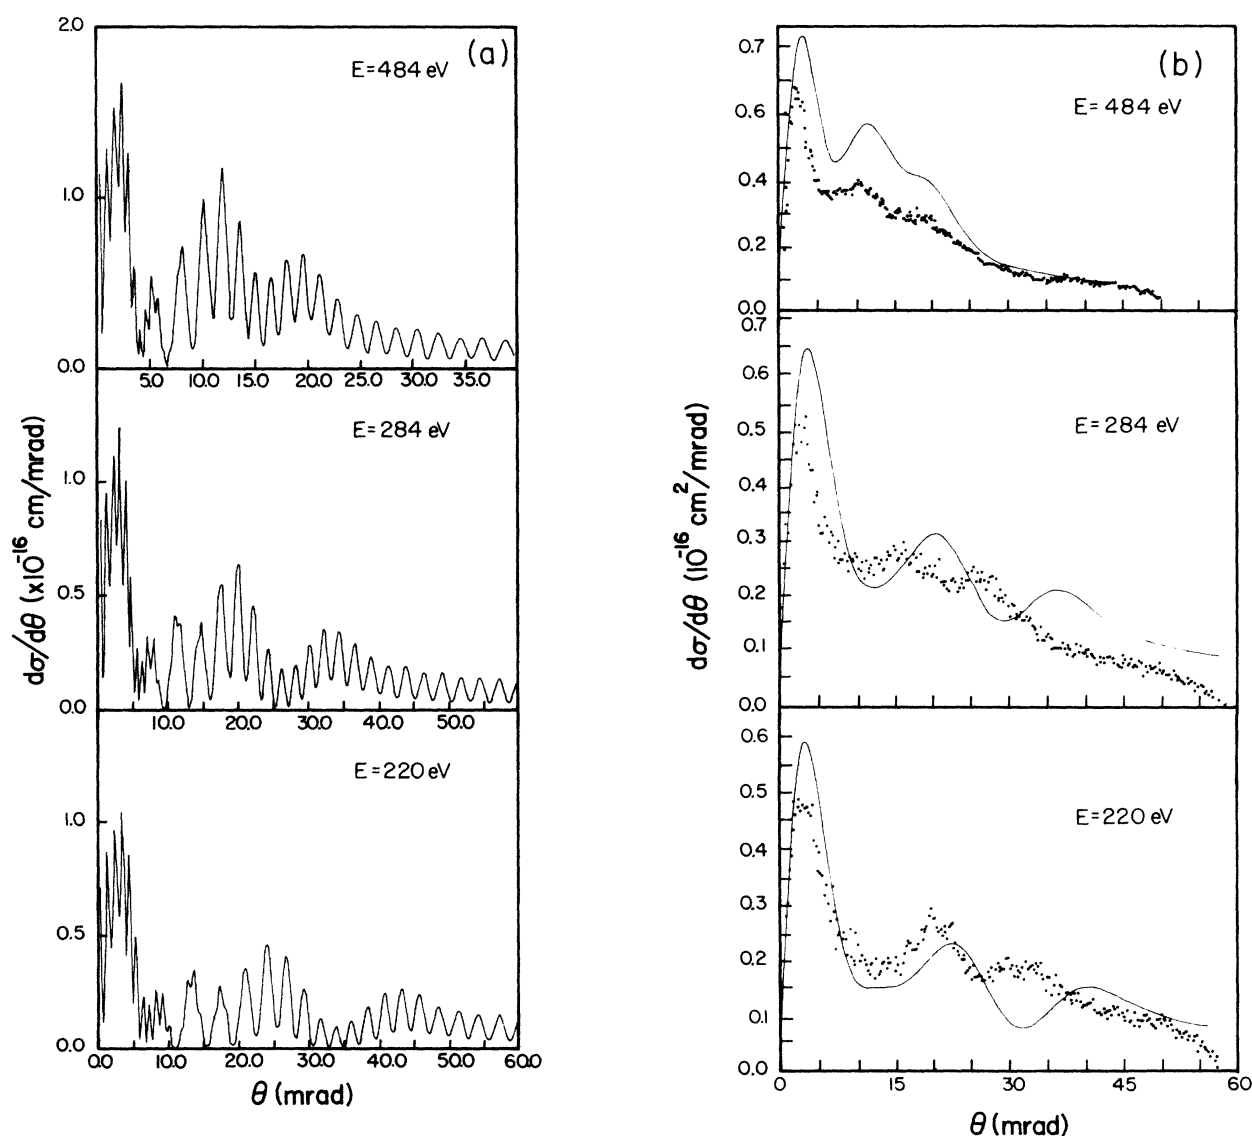 2.0
(a)
E=484 eV
1.0
0.0
5.0 10.0 15.0 20.0 25.0 30.0 35.0
E=284 eV
1.0
0.5
0.0
10.0 20.0 30.0 40.0 50.0
E=220 eV
1.0
0.5
0.0
0.0 10.0 20.0 30.0 40.0 50.0 60.0
θ (mrad)
dσ/dθ (x10⁻¹⁶ cm/mrad)
0.7
(b)
E=484 eV
0.6
0.4
0.2
0.0
0.7
0.6
E=284 eV
0.5
0.4
0.3
0.2
0.1
0.0
0.6
0.5
E=220 eV
0.4
0.3
0.2
0.1
0.0
0 15 30 45 60
θ (mrad)
dσ/dθ (10⁻¹⁶ cm²/mrad)